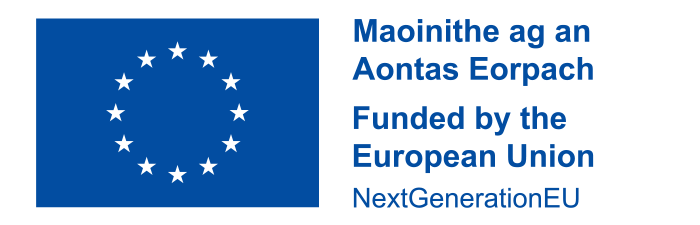 Maoinithe ag an
Aontas Eorpach
Funded by the
European Union
NextGenerationEU